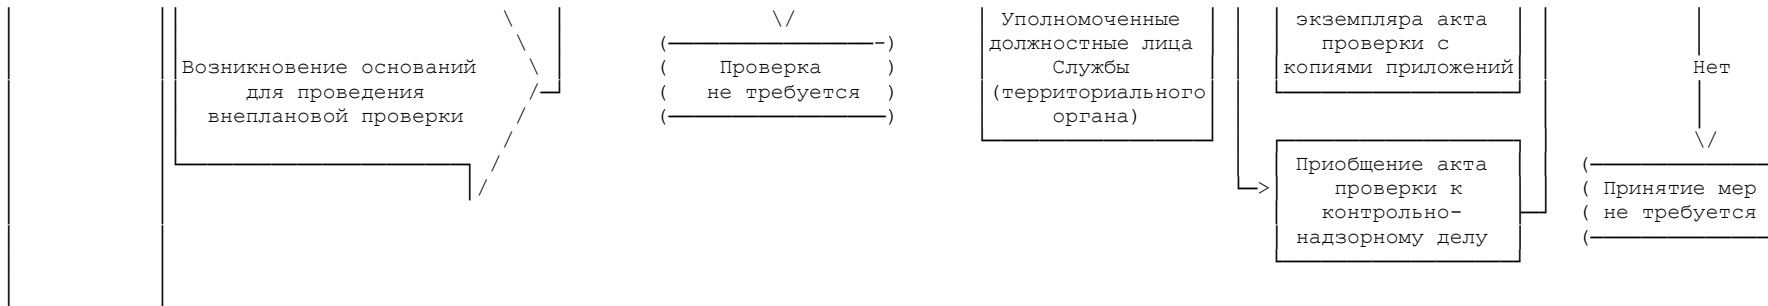 Возникновение оснований
для проведения
внеплановой проверки
Проверка
не требуется
Уполномоченные
должностные лица
Службы
(территориального
органа)
экземпляра акта
проверки с
копиями приложений
Приобщение акта
проверки к
контрольно-
надзорному делу
Нет
Принятие мер
не требуется